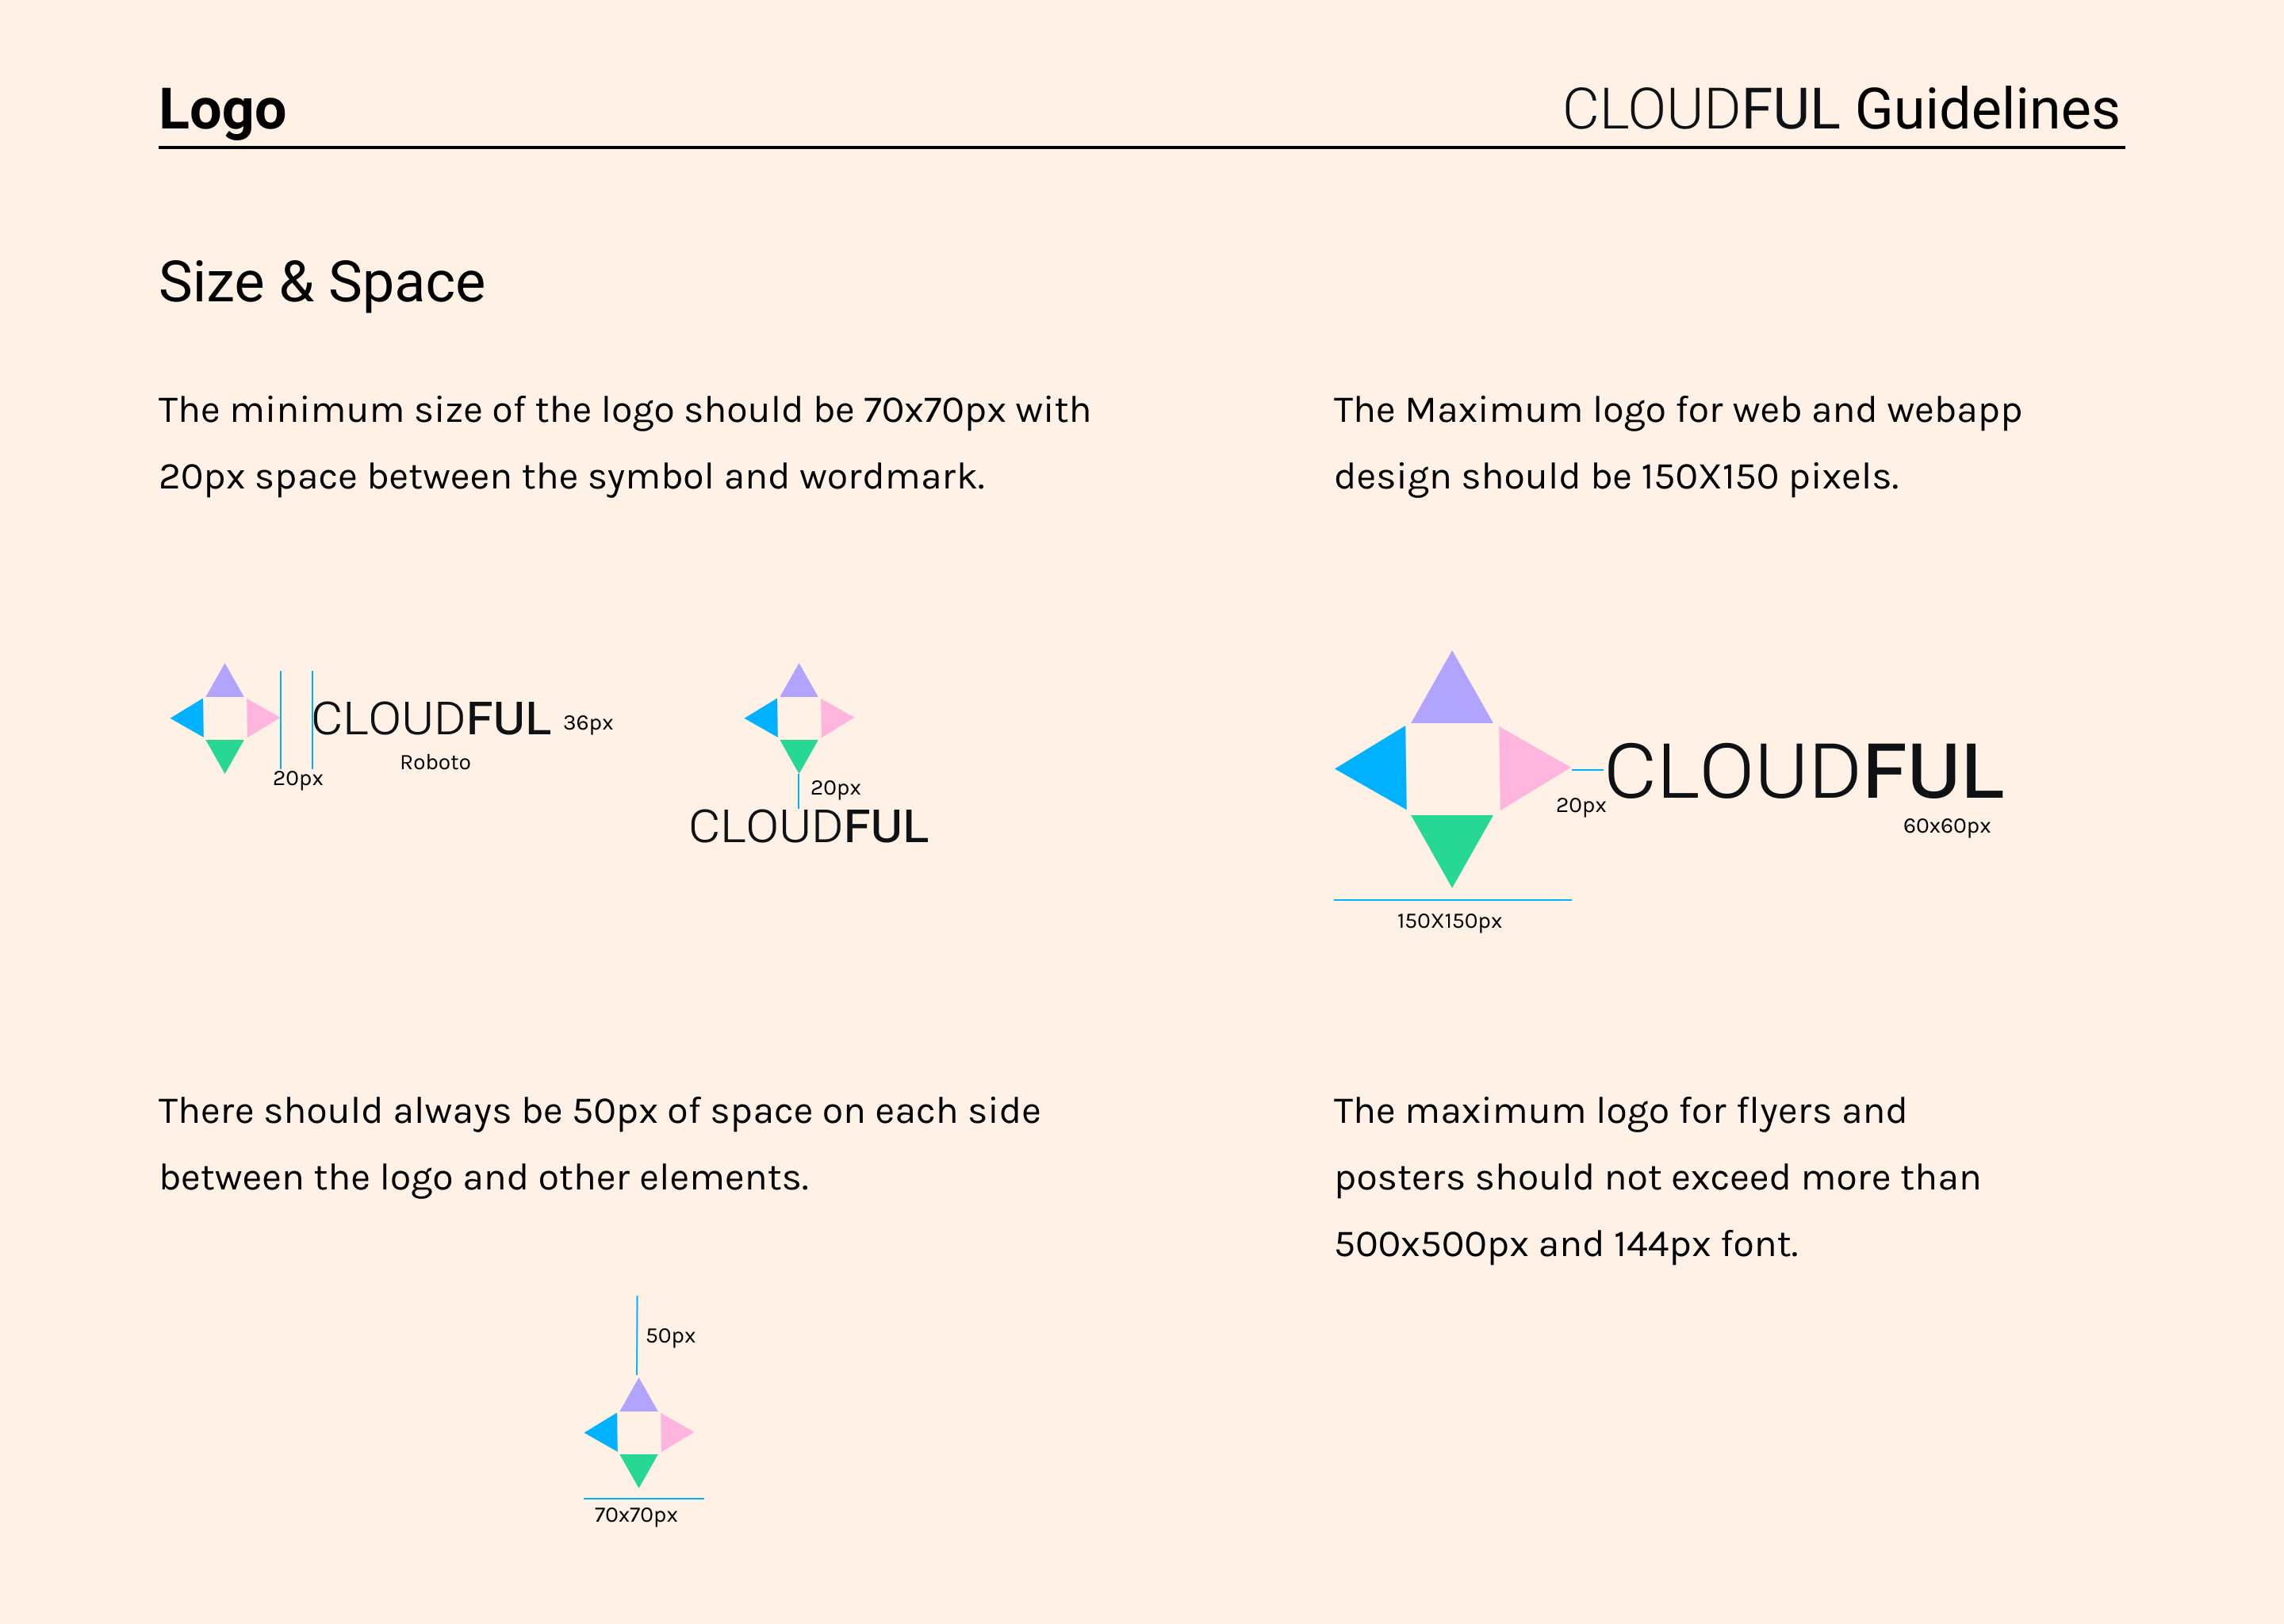 Logo
CLOUDFUL Guidelines
Size & Space
The minimum size of the logo should be 70x70px with
20px space between the symbol and wordmark.
The Maximum logo for web and webapp
design should be 150X150 pixels.
CLOUDFUL 36px
Roboto
20px
20px
CLOUDFUL
CLOUDFUL
20px
60x60px
150X150px
There should always be 50px of space on each side
between the logo and other elements.
50px
70x70px
The maximum logo for flyers and
posters should not exceed more than
500x500px and 144px font.